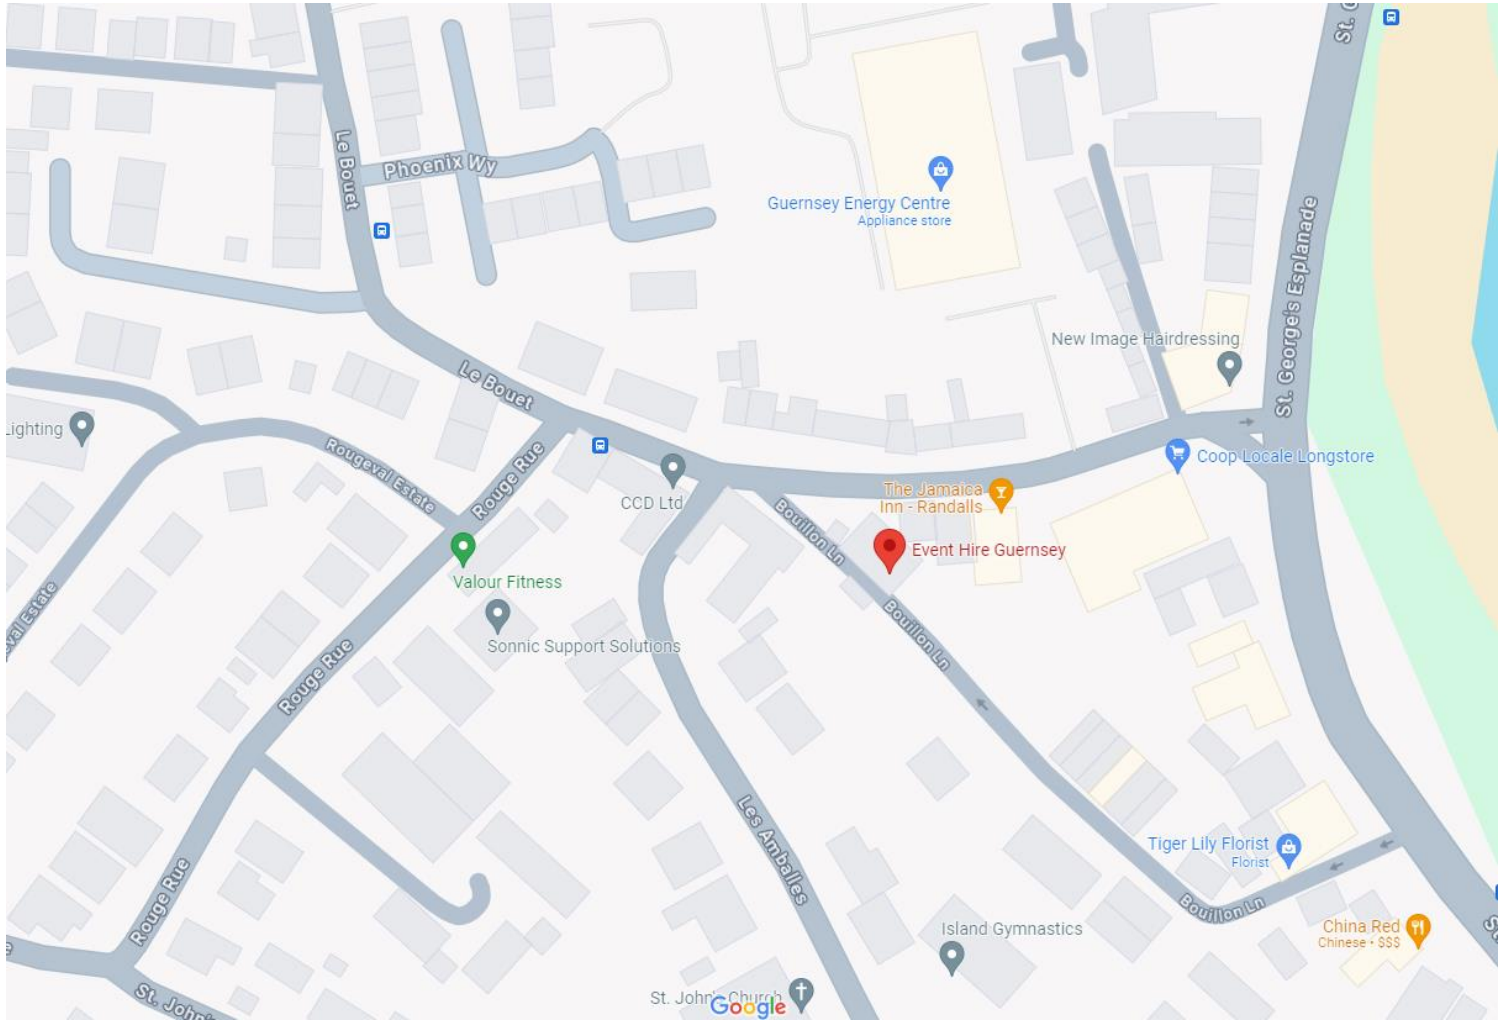 St. G
Le Bouet
Phoenix Wy
Guernsey Energy Centre
Appliance store
St. George's Esplanade
New Image Hairdressing
Le Bouet
Lighting
Rougeval Estate
Rouge Rue
Coop Locale Longstore
CCD Ltd
The Jamaica
Inn - Randalls
Bouillon Ln
Event Hire Guernsey
Valour Fitness
eval Estate
Bouillon Ln
Sonnic Support Solutions
Rouge Rue
Les Amballes
Tiger Lily Florist
Florist
Rouge Rue
Bouillon Ln
Island Gymnastics
China Red
Chinese • $$$
St. John's Church
Google
St. John's